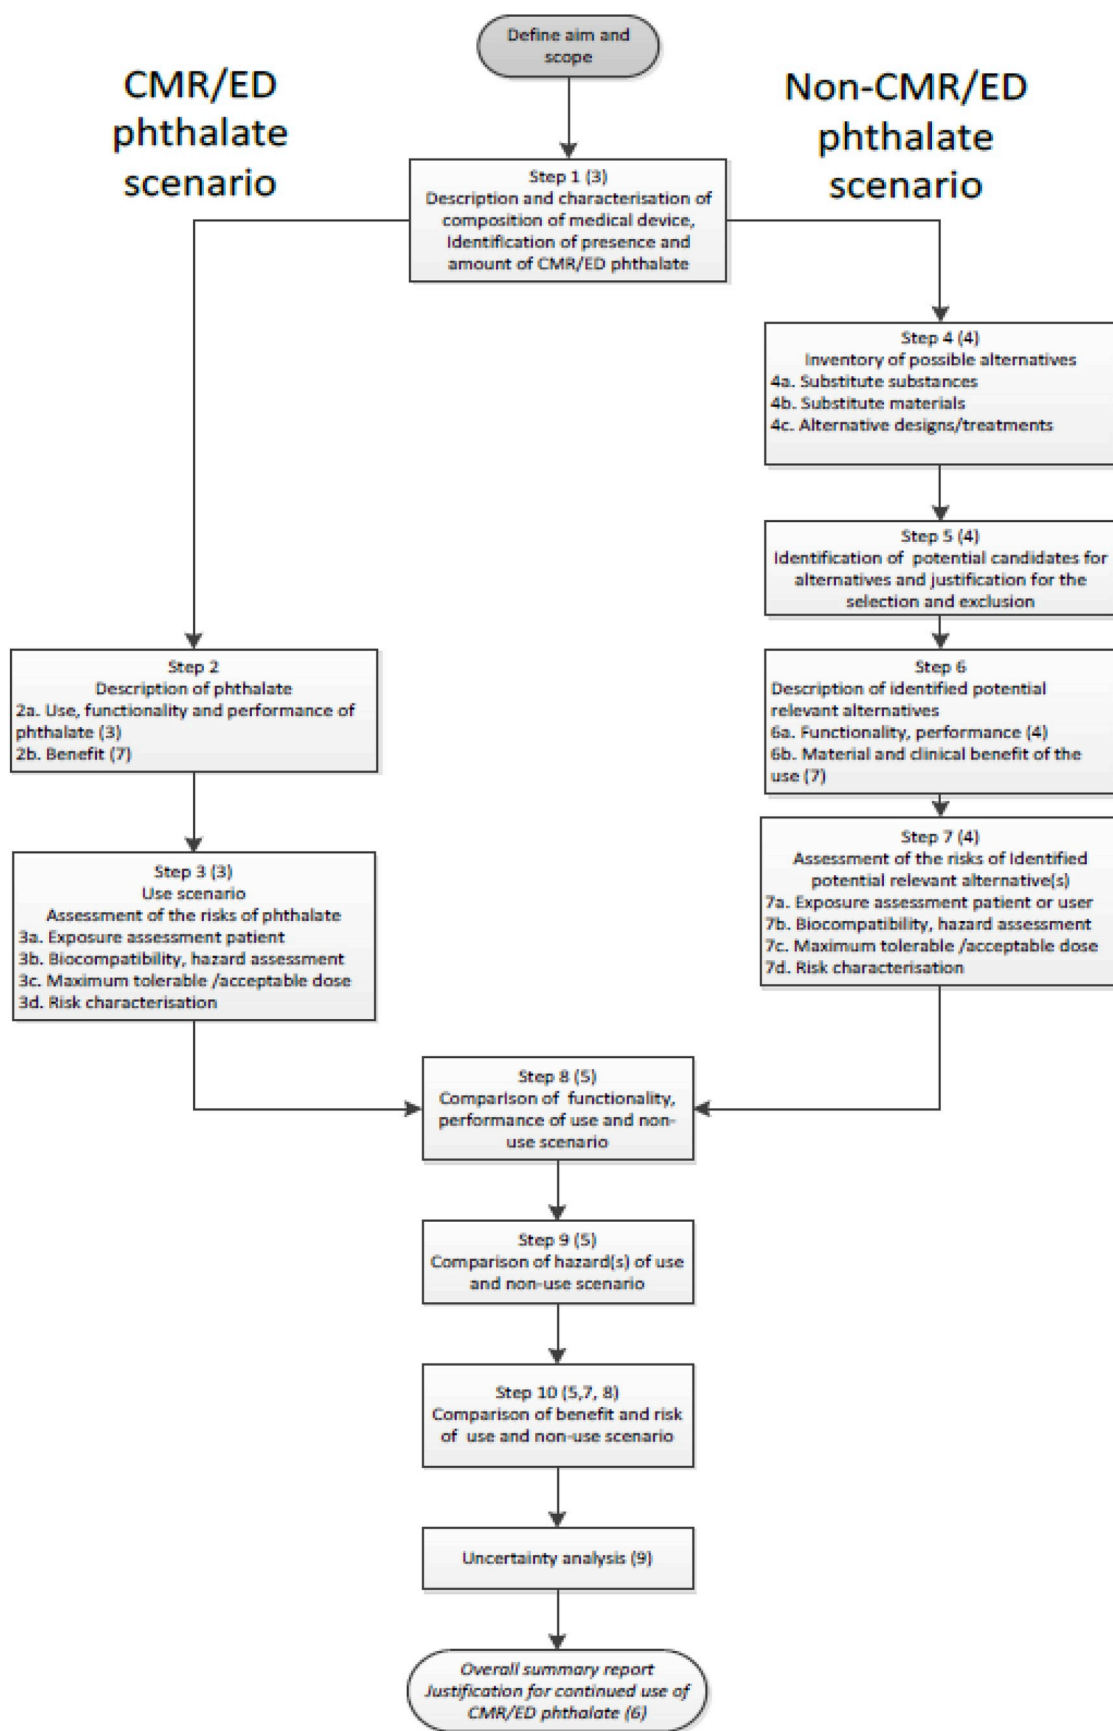 Define aim and
scope
CMR/ED
phthalate
scenario
Non-CMR/ED
phthalate
scenario
Step 1 (3)
Description and characterisation of
composition of medical device,
Identification of presence and
amount of CMR/ED phthalate
Step 2
Description of phthalate
2a. Use, functionality and performance of
phthalate (3)
2b. Benefit (7)
Step 3 (3)
Use scenario
Assessment of the risks of phthalate
3a. Exposure assessment patient
3b. Biocompatibility, hazard assessment
3c. Maximum tolerable /acceptable dose
3d. Risk characterisation
Step 4 (4)
Inventory of possible alternatives
4a. Substitute substances
4b. Substitute materials
4c. Alternative designs/treatments
Step 5 (4)
Identification of potential candidates for
alternatives and justification for the
selection and exclusion
Step 6
Description of identified potential
relevant alternatives
6a. Functionality, performance (4)
6b. Material and clinical benefit of the
use (7)
Step 7 (4)
Assessment of the risks of Identified
potential relevant alternative(s)
7a. Exposure assessment patient or user
7b. Biocompatibility, hazard assessment
7c. Maximum tolerable /acceptable dose
7d. Risk characterisation
Step 8 (5)
Comparison of functionality,
performance of use and non-
use scenario
Step 9 (5)
Comparison of hazard(s) of use
and non-use scenario
Step 10 (5,7, 8)
Comparison of benefit and risk
of use and non-use scenario
Uncertainty analysis (9)
Overall summary report
Justification for continued use of
CMR/ED phthalate (6)